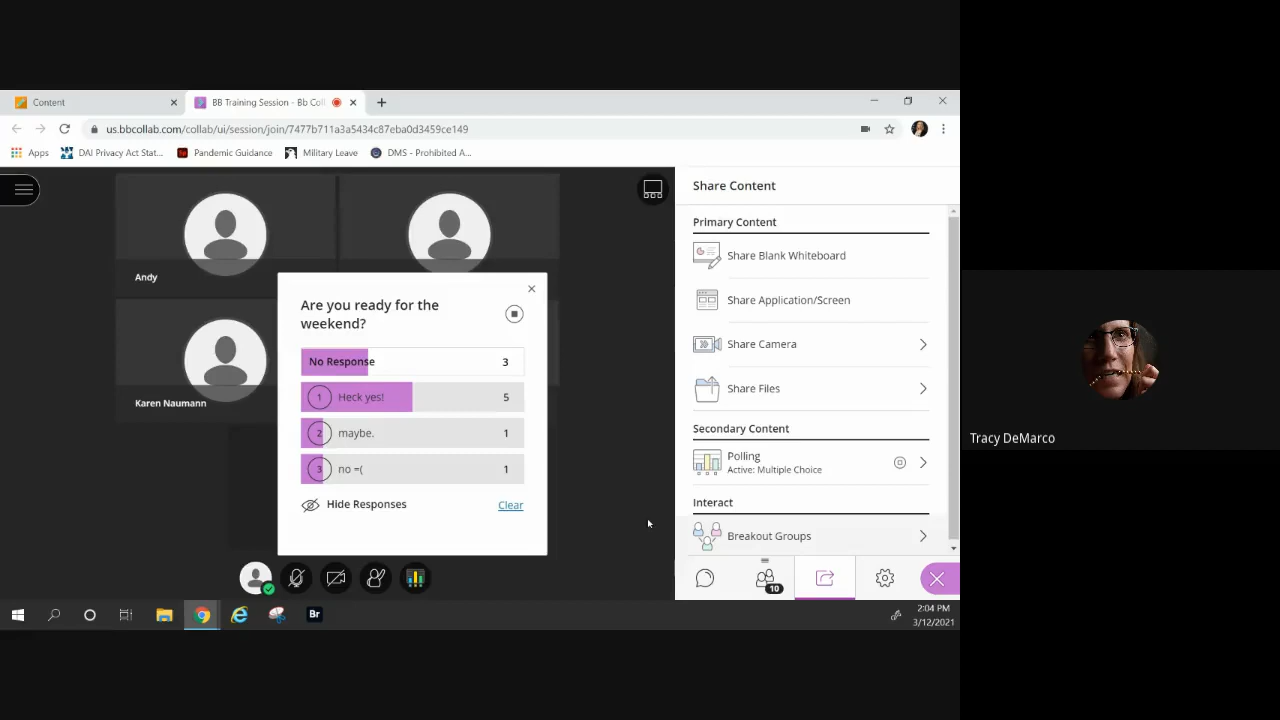 Content
BB Training Session - Bb Coll
us.bbcollab.com/collab/ui/session/join/7477b711a3a5434c87eba0d3459ce149
Apps
DAI Privacy Act Stat...
Pandemic Guidance
Military Leave
DMS - Prohibited A...
Andy
Karen Naumann
Are you ready for the
weekend?
No Response 3
1 Heck yes! 5
2 maybe. 1
3 no =( 1
Hide Responses
Clear
Share Content
Primary Content
Share Blank Whiteboard
Share Application/Screen
Share Camera
Share Files
Secondary Content
Polling
Active: Multiple Choice
Interact
Breakout Groups
10
Br
2:04 PM
3/12/2021
Tracy DeMarco